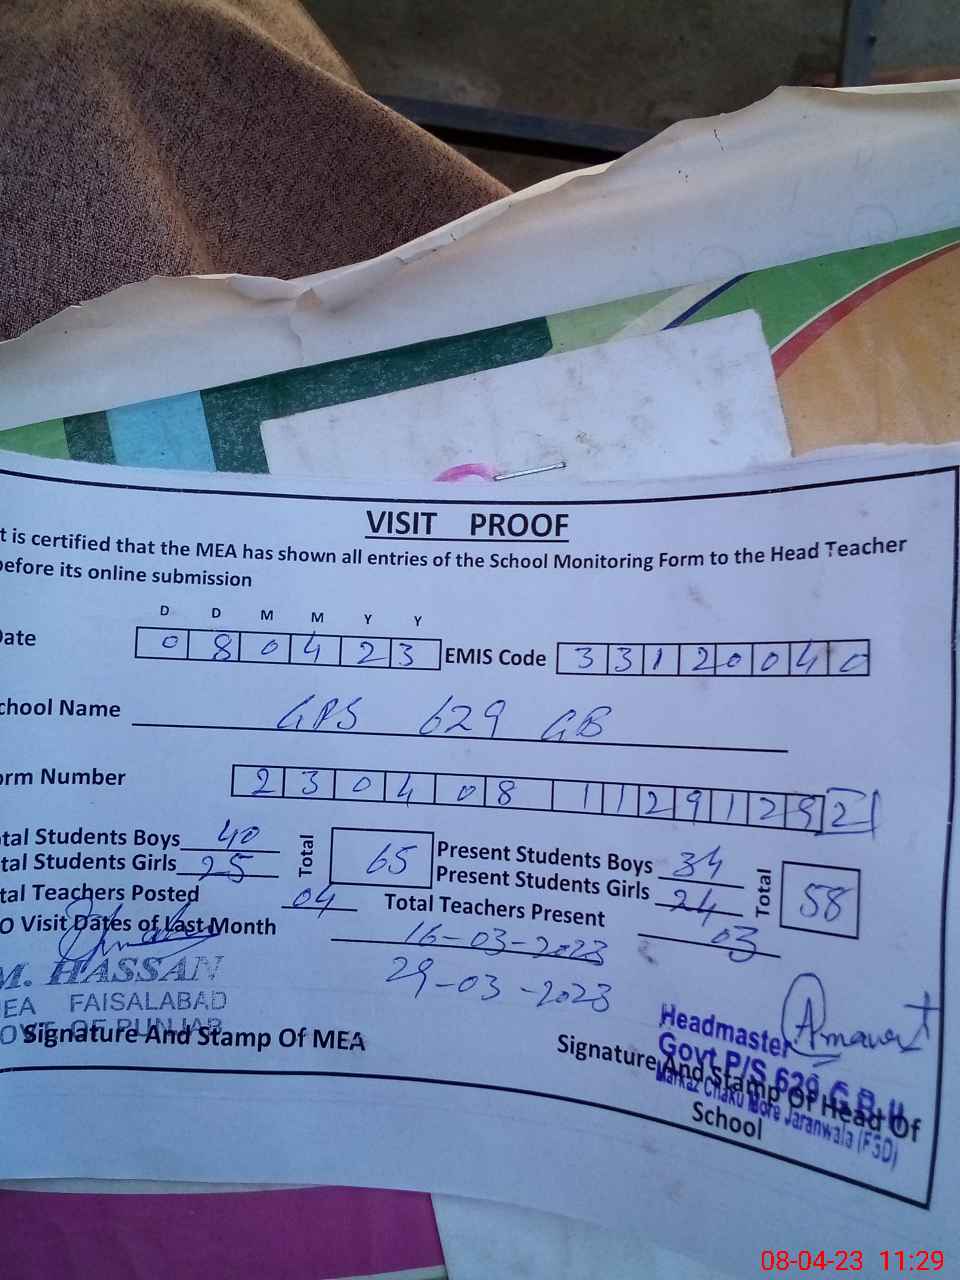 VISIT PROOF
t is certified that the MEA has shown all entries of the School Monitoring Form to the Head Teacher
before its online submission
D D M M Y Y
Date 0 8 0 4 2 3 EMIS Code 3 3 1 2 0 0 4 0
chool Name GPS 629 GB
orm Number 2 3 0 4 0 8 1 1 2 9 1 2 9 2
tal Students Boys 40 Total 65 Present Students Boys 34 Total 58
tal Students Girls 25 Present Students Girls 24
tal Teachers Posted 04 Total Teachers Present 03
O Visit Dates of Last Month 16-03-2023
29-03-2023
M. HASSAN
MEA FAISALABAD
GOVT OF PUNJAB
Signature And Stamp Of MEA
Headmaster
Govt P/S 629 G.B
Markaz Chaku More Jaranwala (FSD)
Signature And Stamp Of Head Of
School
08-04-23 11:29